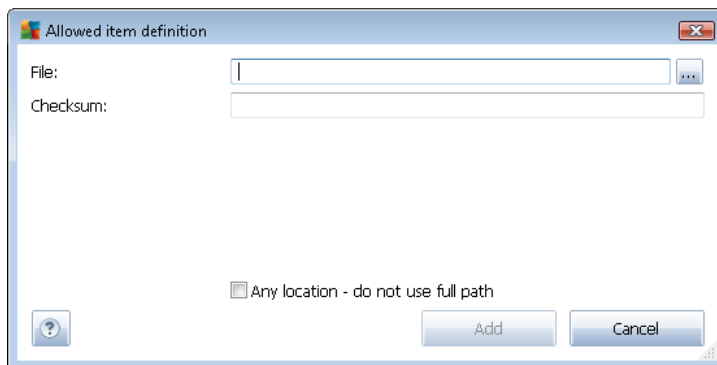 Allowed item definition
File:
...
Checksum:
Any location - do not use full path
?
Add
Cancel